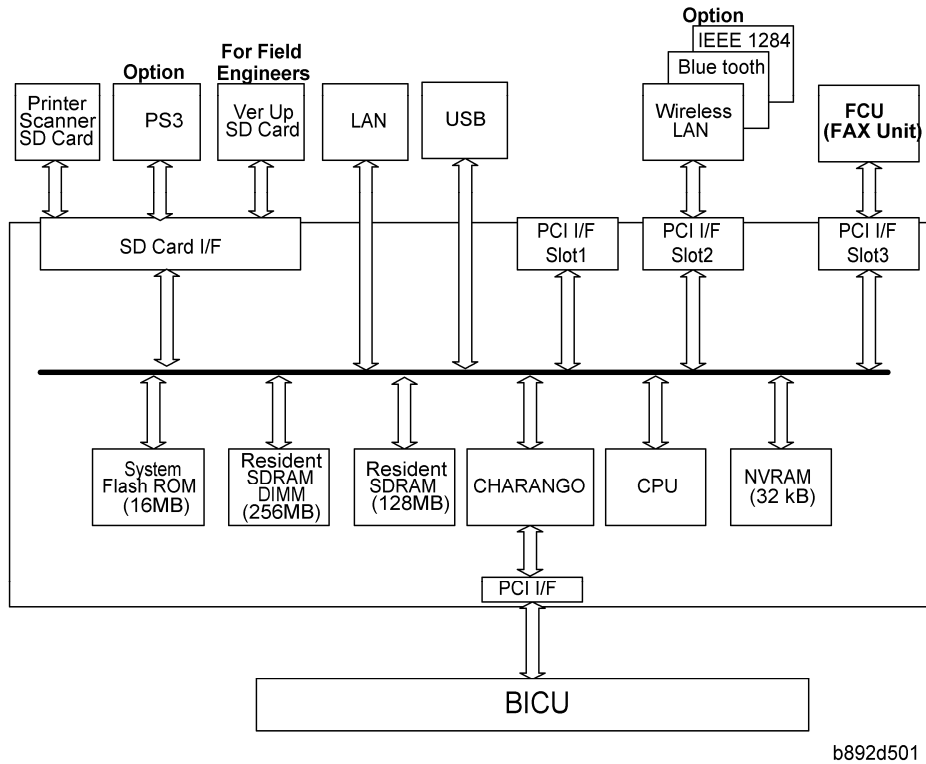 Option
IEEE 1284
Blue tooth
Wireless
LAN
For Field
Engineers
Option
Printer
Scanner
SD Card
PS3
Ver Up
SD Card
LAN
USB
FCU
(FAX Unit)
SD Card I/F
PCI I/F
Slot1
PCI I/F
Slot2
PCI I/F
Slot3
System
Flash ROM
(16MB)
Resident
SDRAM
DIMM
(256MB)
Resident
SDRAM
(128MB)
CHARANGO
CPU
NVRAM
(32 kB)
PCI I/F
BICU
b892d501